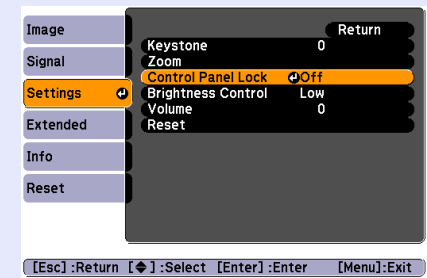 Image
Signal
Settings
Extended
Info
Reset
Return
Keystone 0
Zoom
Control Panel Lock Off
Brightness Control Low
Volume 0
Reset
[Esc] :Return [ ] :Select [Enter] :Enter [Menu]:Exit